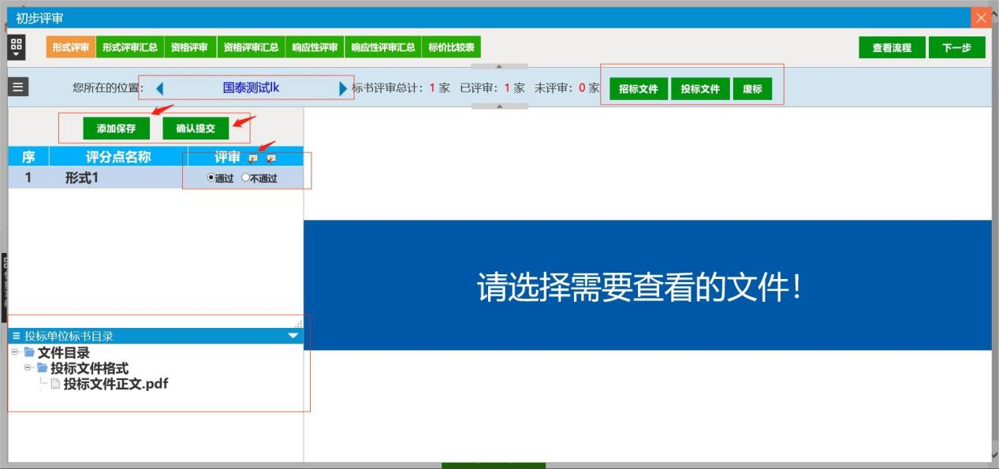 初步评审
形式评审 形式评审汇总 资格评审 资格评审汇总 响应性评审 响应性评审汇总 标价比较表 查看流程 下一步
您所在的位置: 国泰测试lk 标书评审总计: 1 家 已评审: 1 家 未评审: 0 家 招标文件 投标文件 废标
添加保存 确认提交
序 评分点名称 评审
1 形式1 通过 不通过
请选择需要查看的文件!
投标单位标书目录
文件目录
投标文件格式
投标文件正文.pdf